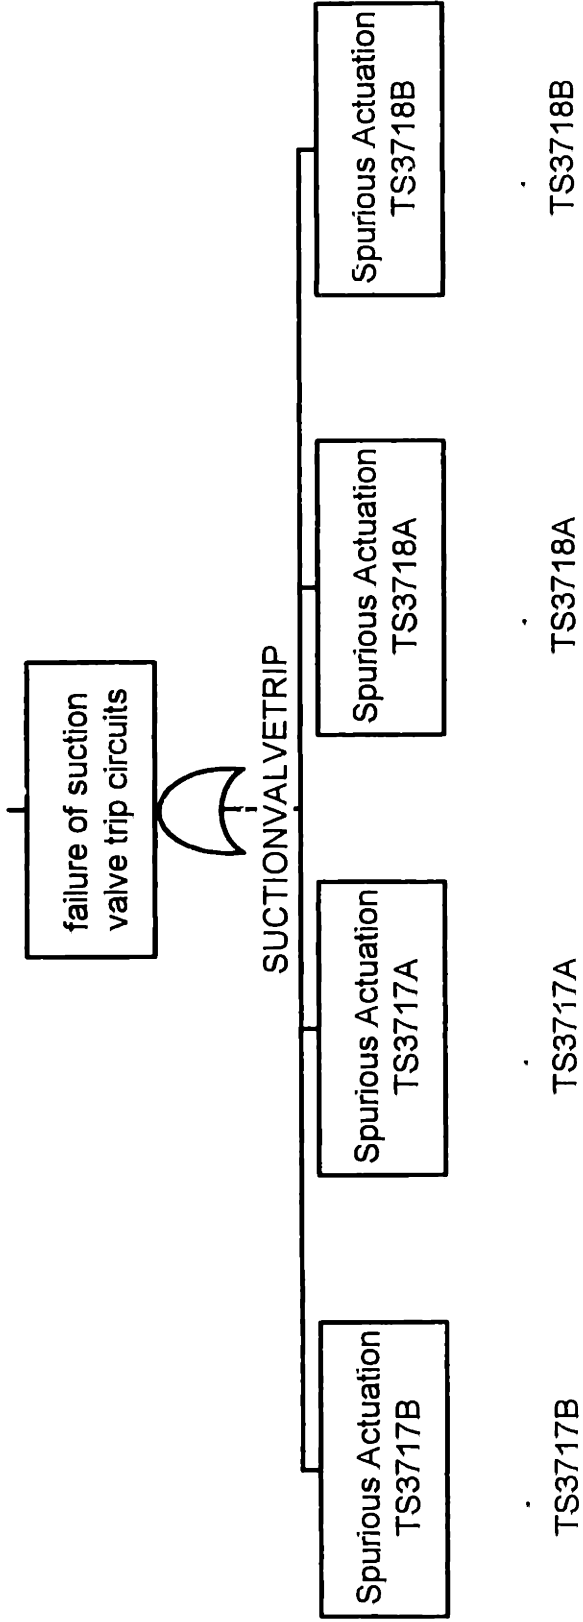 failure of suction
valve trip circuits
SUCTIONVALVETRIP
Spurious Actuation
TS3717B
Spurious Actuation
TS3717A
Spurious Actuation
TS3718A
Spurious Actuation
TS3718B
TS3717B
TS3717A
TS3718A
TS3718B